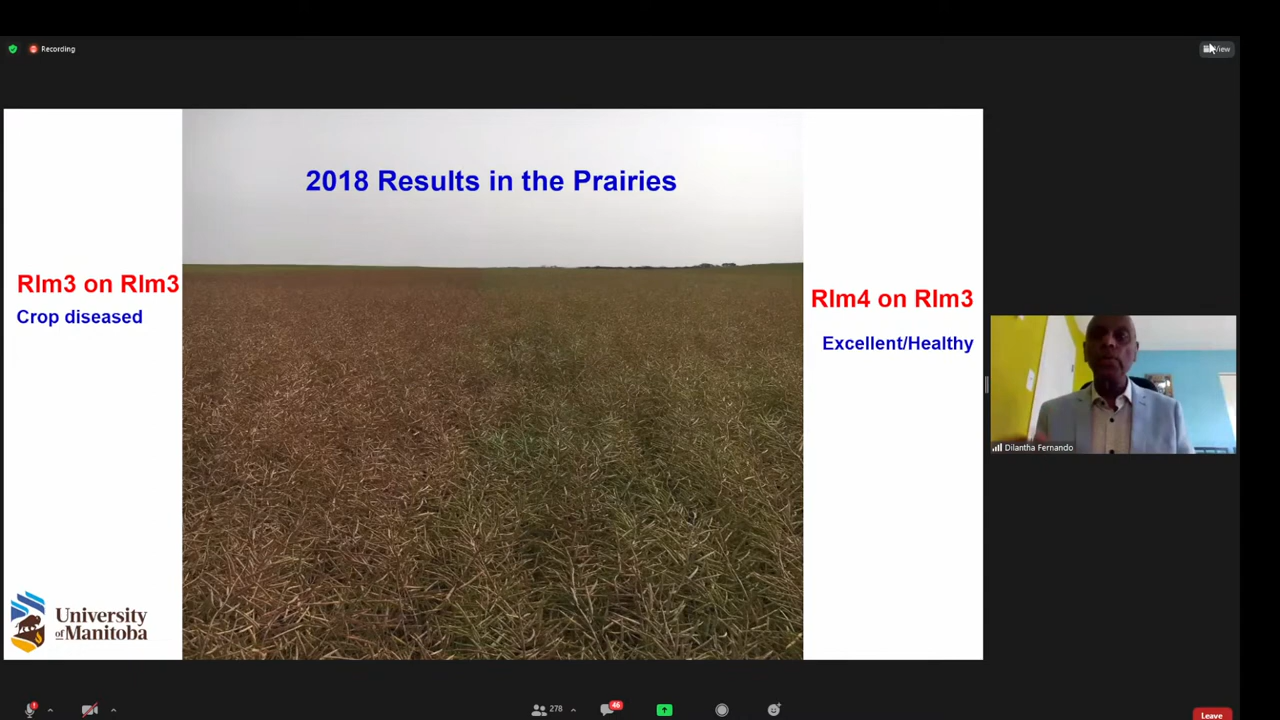 Recording
View
2018 Results in the Prairies
Rlm3 on Rlm3
Crop diseased
Rlm4 on Rlm3
Excellent/Healthy
Dilantha Fernando
University
of Manitoba
278
46
Leave